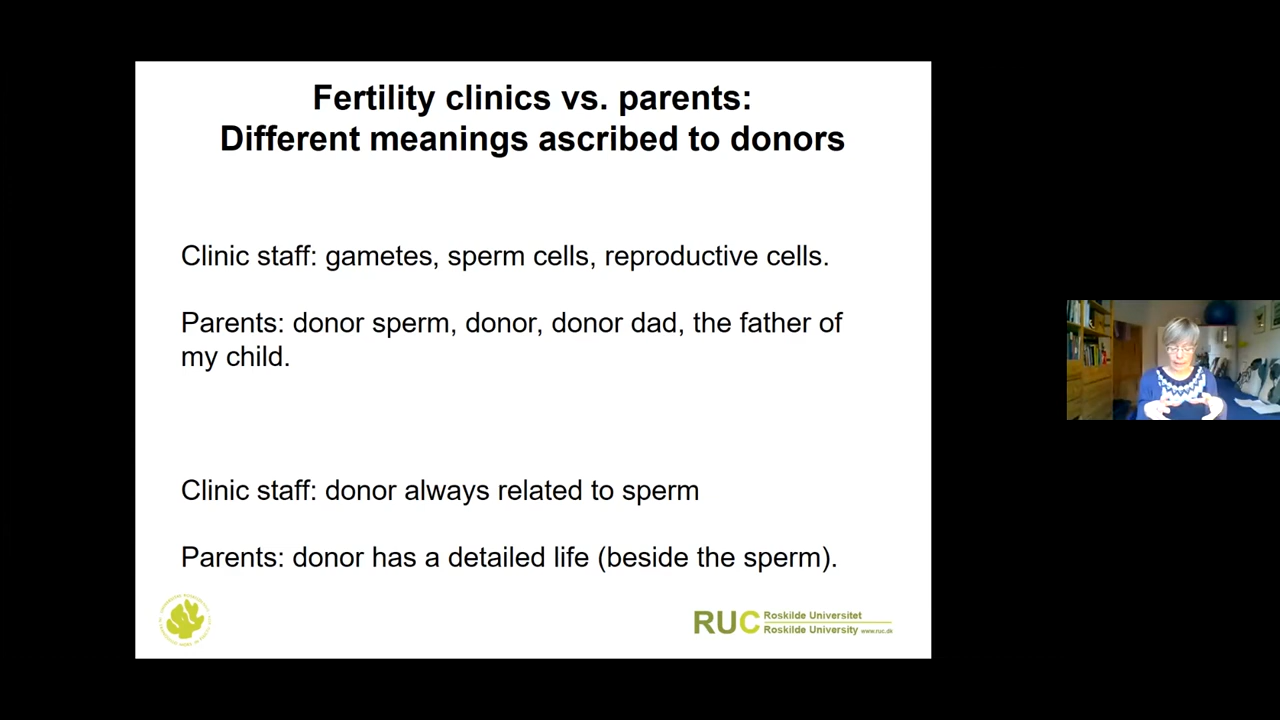 Fertility clinics vs. parents:
Different meanings ascribed to donors
Clinic staff: gametes, sperm cells, reproductive cells.
Parents: donor sperm, donor, donor dad, the father of
my child.
Clinic staff: donor always related to sperm
Parents: donor has a detailed life (beside the sperm).
RUC Roskilde Universitet
Roskilde University www.ruc.dk